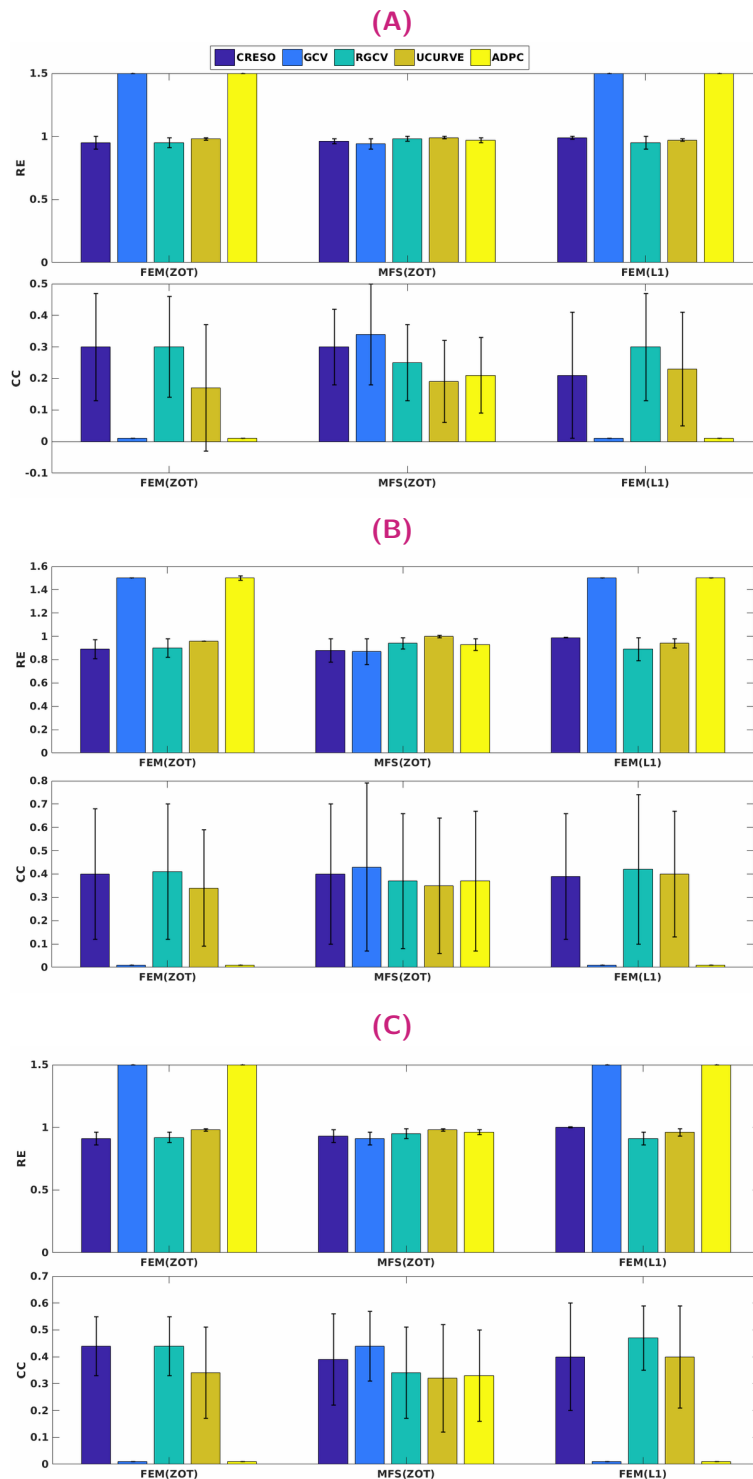 (A)
CRESO GCV RGCV UCURVE ADPC
1.5
1
0.5
0
RE
FEM(ZOT) MFS(ZOT) FEM(L1)
0.5
0.4
0.3
0.2
0.1
0
-0.1
CC
FEM(ZOT) MFS(ZOT) FEM(L1)
(B)
1.6
1.4
1.2
1
0.8
0.6
0.4
0.2
0
RE
FEM(ZOT) MFS(ZOT) FEM(L1)
0.8
0.7
0.6
0.5
0.4
0.3
0.2
0.1
0
CC
FEM(ZOT) MFS(ZOT) FEM(L1)
(C)
1.5
1
0.5
0
RE
FEM(ZOT) MFS(ZOT) FEM(L1)
0.7
0.6
0.5
0.4
0.3
0.2
0.1
0
CC
FEM(ZOT) MFS(ZOT) FEM(L1)